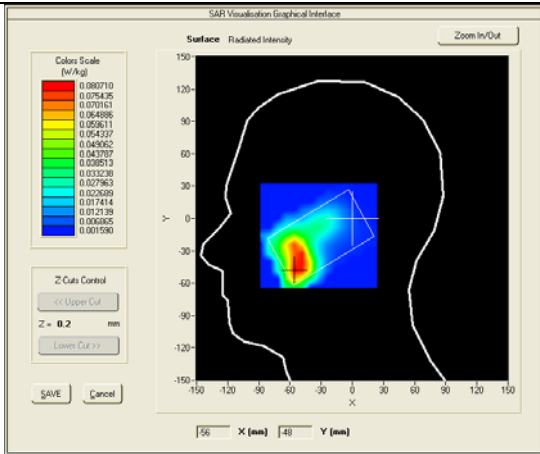 SAR Visualisation Graphical Interface
Surface Radiated Intensity
Zoom In/Out
Colors Scale
(W/kg)
0.080710
0.075435
0.070161
0.064886
0.059611
0.054337
0.049062
0.043787
0.038513
0.033238
0.027963
0.022689
0.017414
0.012139
0.006865
0.001590
Z Cuts Control
<< Upper Cut
Z = 0.2 mm
Lower Cut >>
SAVE Cancel
150-
120-
90-
60-
30-
Y 0-
-30-
-60-
-90-
-120-
-150-
-150 -120 -90 -60 -30 0 30 60 90 120 150
X
-56 X (mm) -48 Y (mm)